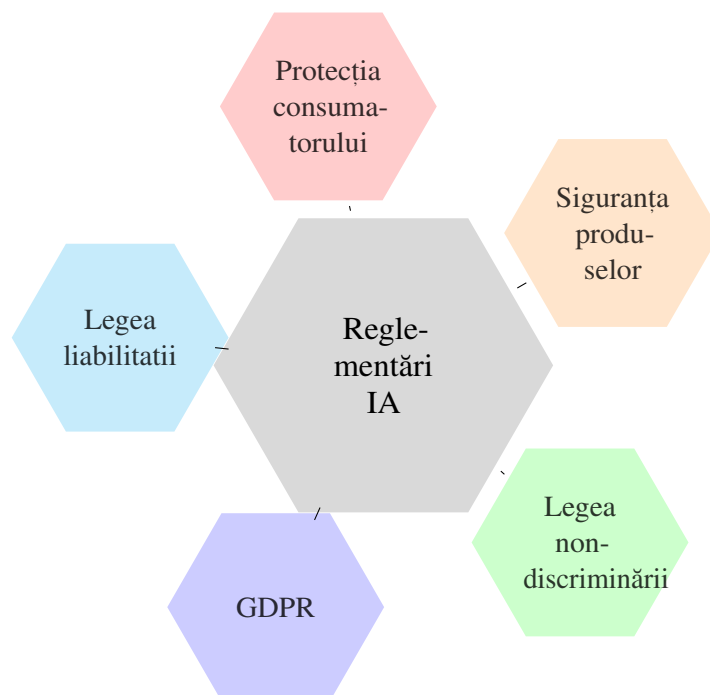 Protecția
consuma-
torului
Siguranța
produ-
selor
Legea
liabilitatii
Regle-
mentări
IA
Legea
non-
discriminării
GDPR